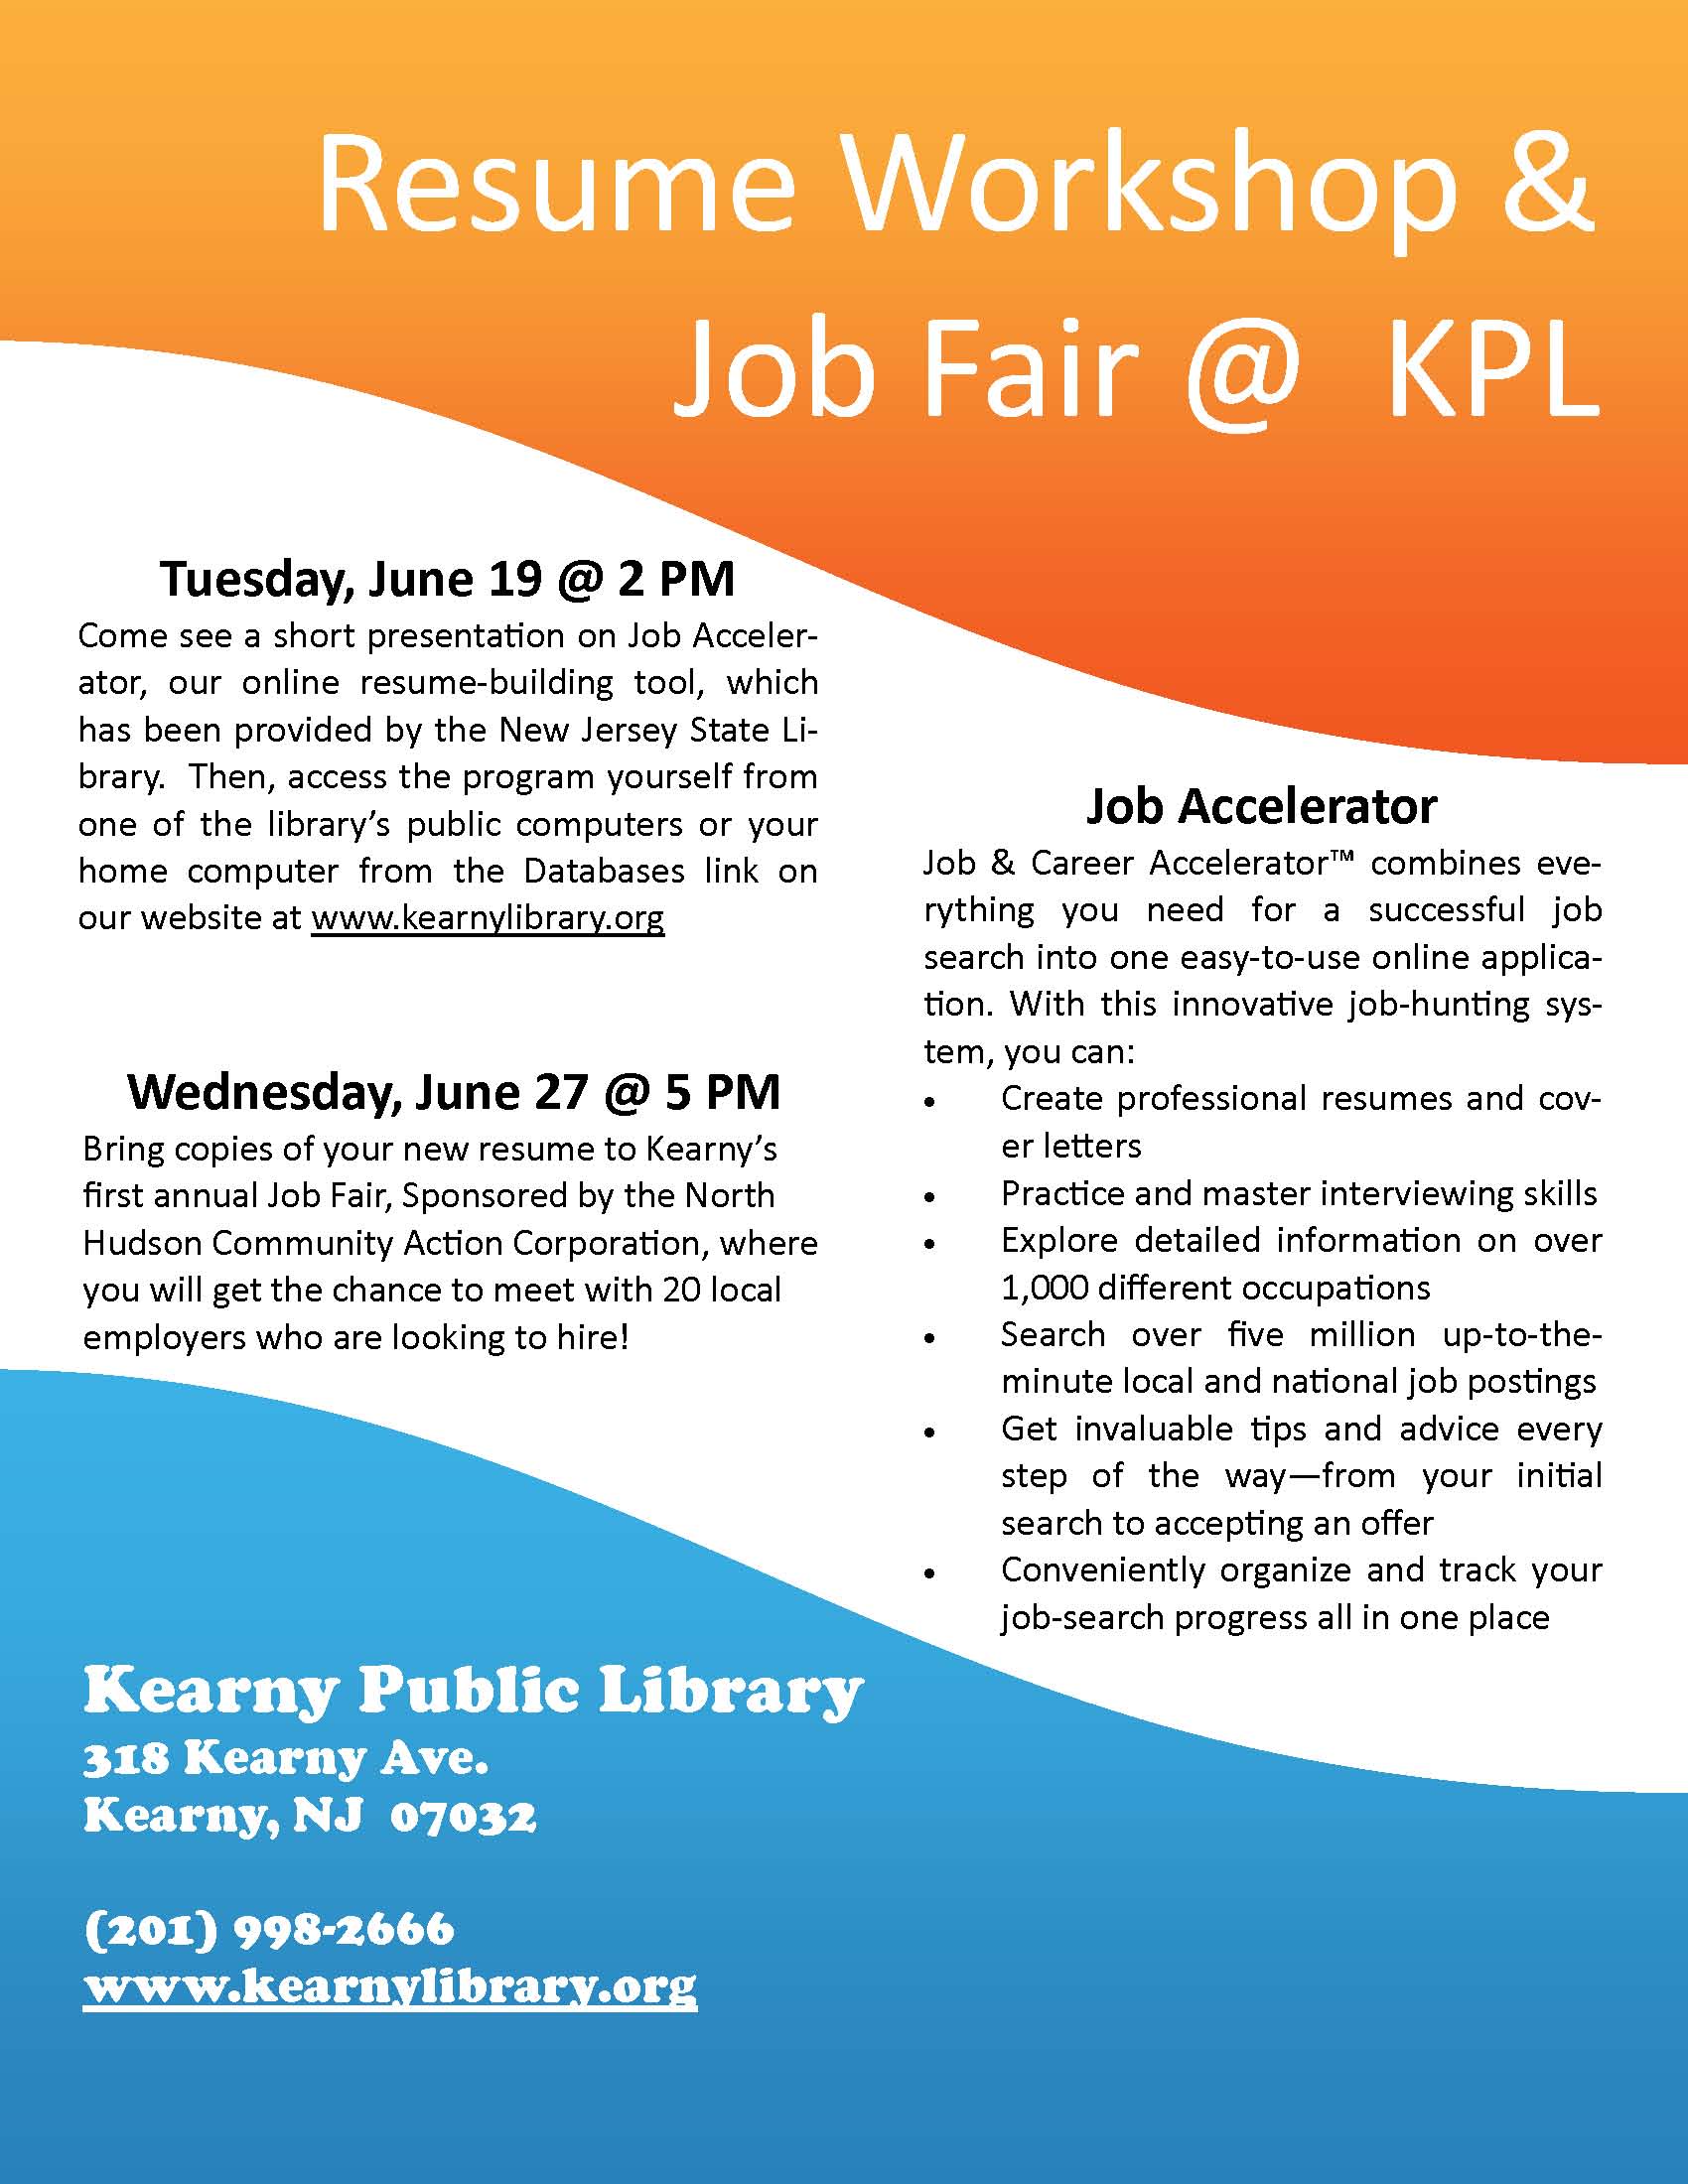 Resume Workshop &
Job Fair @ KPL
Tuesday, June 19 @ 2 PM
Come see a short presentation on Job Acceler-
ator, our online resume-building tool, which
has been provided by the New Jersey State Li-
brary. Then, access the program yourself from
one of the library’s public computers or your
home computer from the Databases link on
our website at www.kearnylibrary.org
Wednesday, June 27 @ 5 PM
Bring copies of your new resume to Kearny’s
first annual Job Fair, Sponsored by the North
Hudson Community Action Corporation, where
you will get the chance to meet with 20 local
employers who are looking to hire!
Job Accelerator
Job & Career Accelerator™ combines eve-
rything you need for a successful job
search into one easy-to-use online applica-
tion. With this innovative job-hunting sys-
tem, you can:
• Create professional resumes and cov-
er letters
• Practice and master interviewing skills
• Explore detailed information on over
1,000 different occupations
• Search over five million up-to-the-
minute local and national job postings
• Get invaluable tips and advice every
step of the way—from your initial
search to accepting an offer
• Conveniently organize and track your
job-search progress all in one place
Kearny Public Library
318 Kearny Ave.
Kearny, NJ 07032
(201) 998-2666
www.kearnylibrary.org